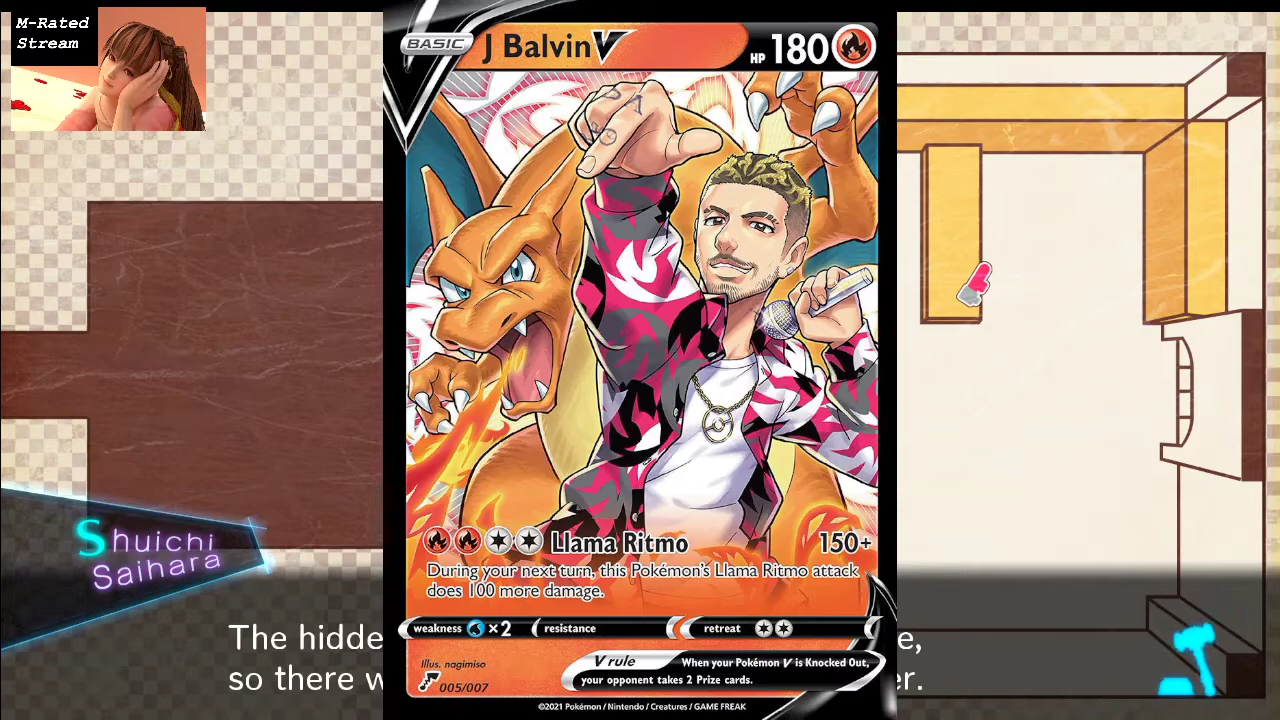 M-Rated
Stream
BASIC
J Balvin V
HP 180
Llama Ritmo 150+
During your next turn, this Pokémon's Llama Ritmo attack
does 100 more damage.
weakness ×2 resistance retreat
Illus. nagimiso
005/007
V rule When your Pokémon V is Knocked Out,
your opponent takes 2 Prize cards.
©2021 Pokémon / Nintendo / Creatures / GAME FREAK
Shuichi
Saihara
The hidde e,
so there w er.